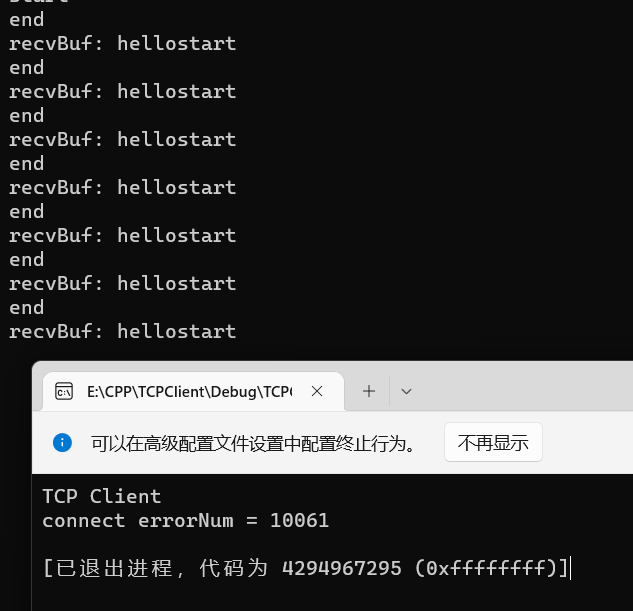 end
recvBuf: hellostart
end
recvBuf: hellostart
end
recvBuf: hellostart
end
recvBuf: hellostart
end
recvBuf: hellostart
end
recvBuf: hellostart
end
recvBuf: hellostart
E:\CPP\TCPClient\Debug\TCP
可以在高级配置文件设置中配置终止行为。
不再显示
TCP Client
connect errorNum = 10061
[已退出进程，代码为 4294967295 (0xffffffff)]